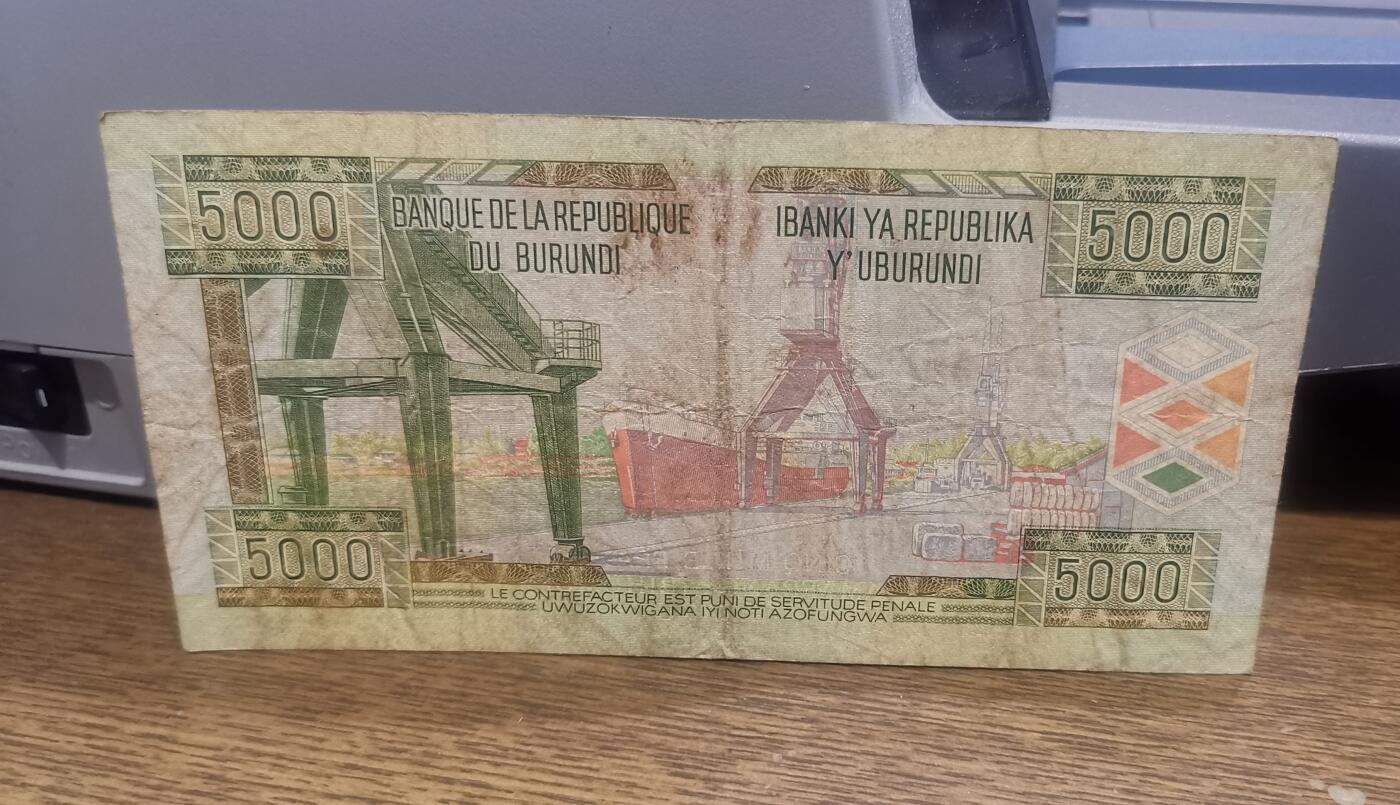 5000
BANQUE DE LA REPUBLIQUE
DU BURUNDI
IBANKI YA REPUBLIKA
Y'UBURUNDI
5000
5000
5000
LE CONTREFACTEUR EST PUNI DE SERVITUDE PENALE
UWUZOKWIGANA IYI NOTI AZOFUNGWA